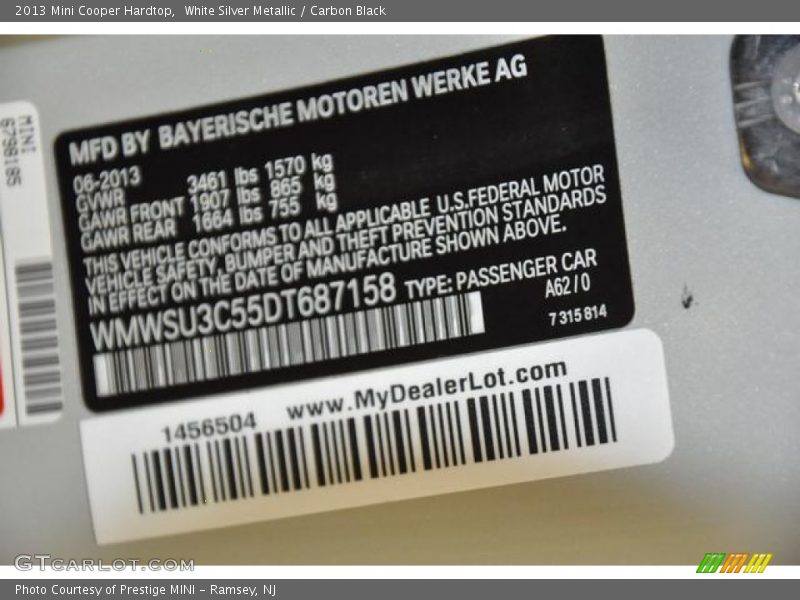 2013 Mini Cooper Hardtop,  White Silver Metallic / Carbon Black
MINI
6798185
MFD BY BAYERISCHE MOTOREN WERKE AG
06-2013
GVWR 3461 lbs 1570 kg
GAWR FRONT 1907 lbs 865 kg
GAWR REAR 1664 lbs 755 kg
THIS VEHICLE CONFORMS TO ALL APPLICABLE U.S.FEDERAL MOTOR
VEHICLE SAFETY, BUMPER AND THEFT PREVENTION STANDARDS
IN EFFECT ON THE DATE OF MANUFACTURE SHOWN ABOVE.
WMWSU3C55DT687158 TYPE: PASSENGER CAR
A62/0
7315814
1456504 www.MyDealerLot.com
GTCARLOT.COM
Photo Courtesy of Prestige MINI – Ramsey, NJ